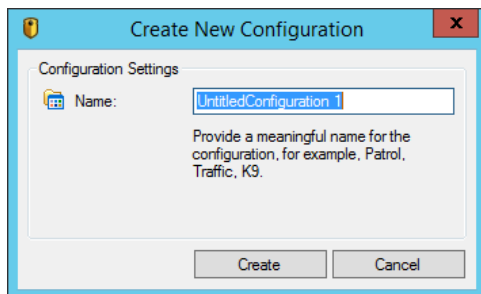 Create New Configuration
x
Configuration Settings
Name:
UntitledConfiguration 1
Provide a meaningful name for the
configuration, for example, Patrol,
Traffic, K9.
Create
Cancel